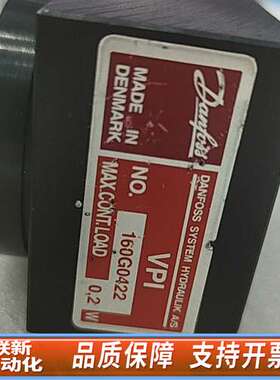 Danfoss
DANFOSS SYSTEM HYDRAULIK A/S
MADE IN
DENMARK
VPI
NO. 160G0422
MAX.CONT.LOAD 0,2 W
联新
动化
品质保障 支持开票